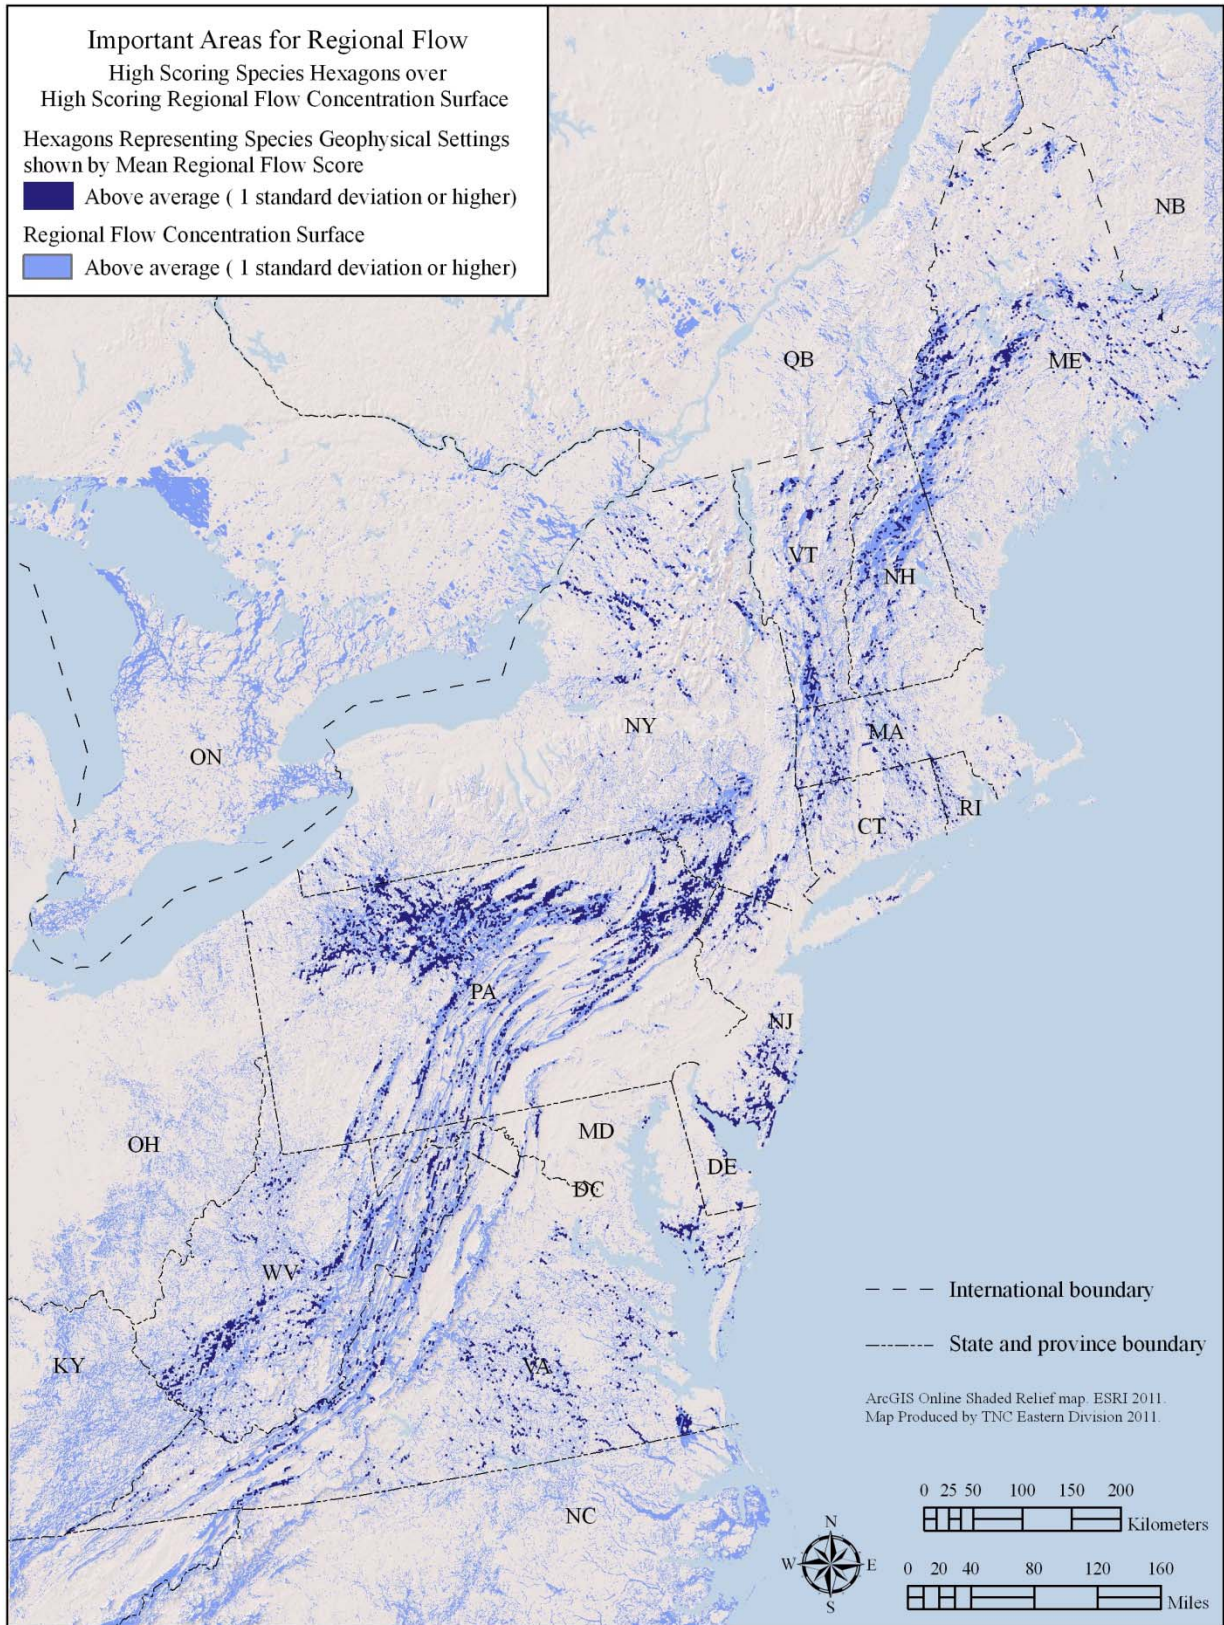 Important Areas for Regional Flow
High Scoring Species Hexagons over
High Scoring Regional Flow Concentration Surface
Hexagons Representing Species Geophysical Settings
shown by Mean Regional Flow Score
Above average ( 1 standard deviation or higher)
Regional Flow Concentration Surface
Above average ( 1 standard deviation or higher)
NB
QB
ME
VT
NH
NY
MA
ON
CT
RI
PA
NJ
OH
MD
DE
DC
WV
KY
VA
NC
International boundary
State and province boundary
ArcGIS Online Shaded Relief map. ESRI 2011.
Map Produced by TNC Eastern Division 2011.
0 25 50 100 150 200
Kilometers
N
W E
S
0 20 40 80 120 160
Miles